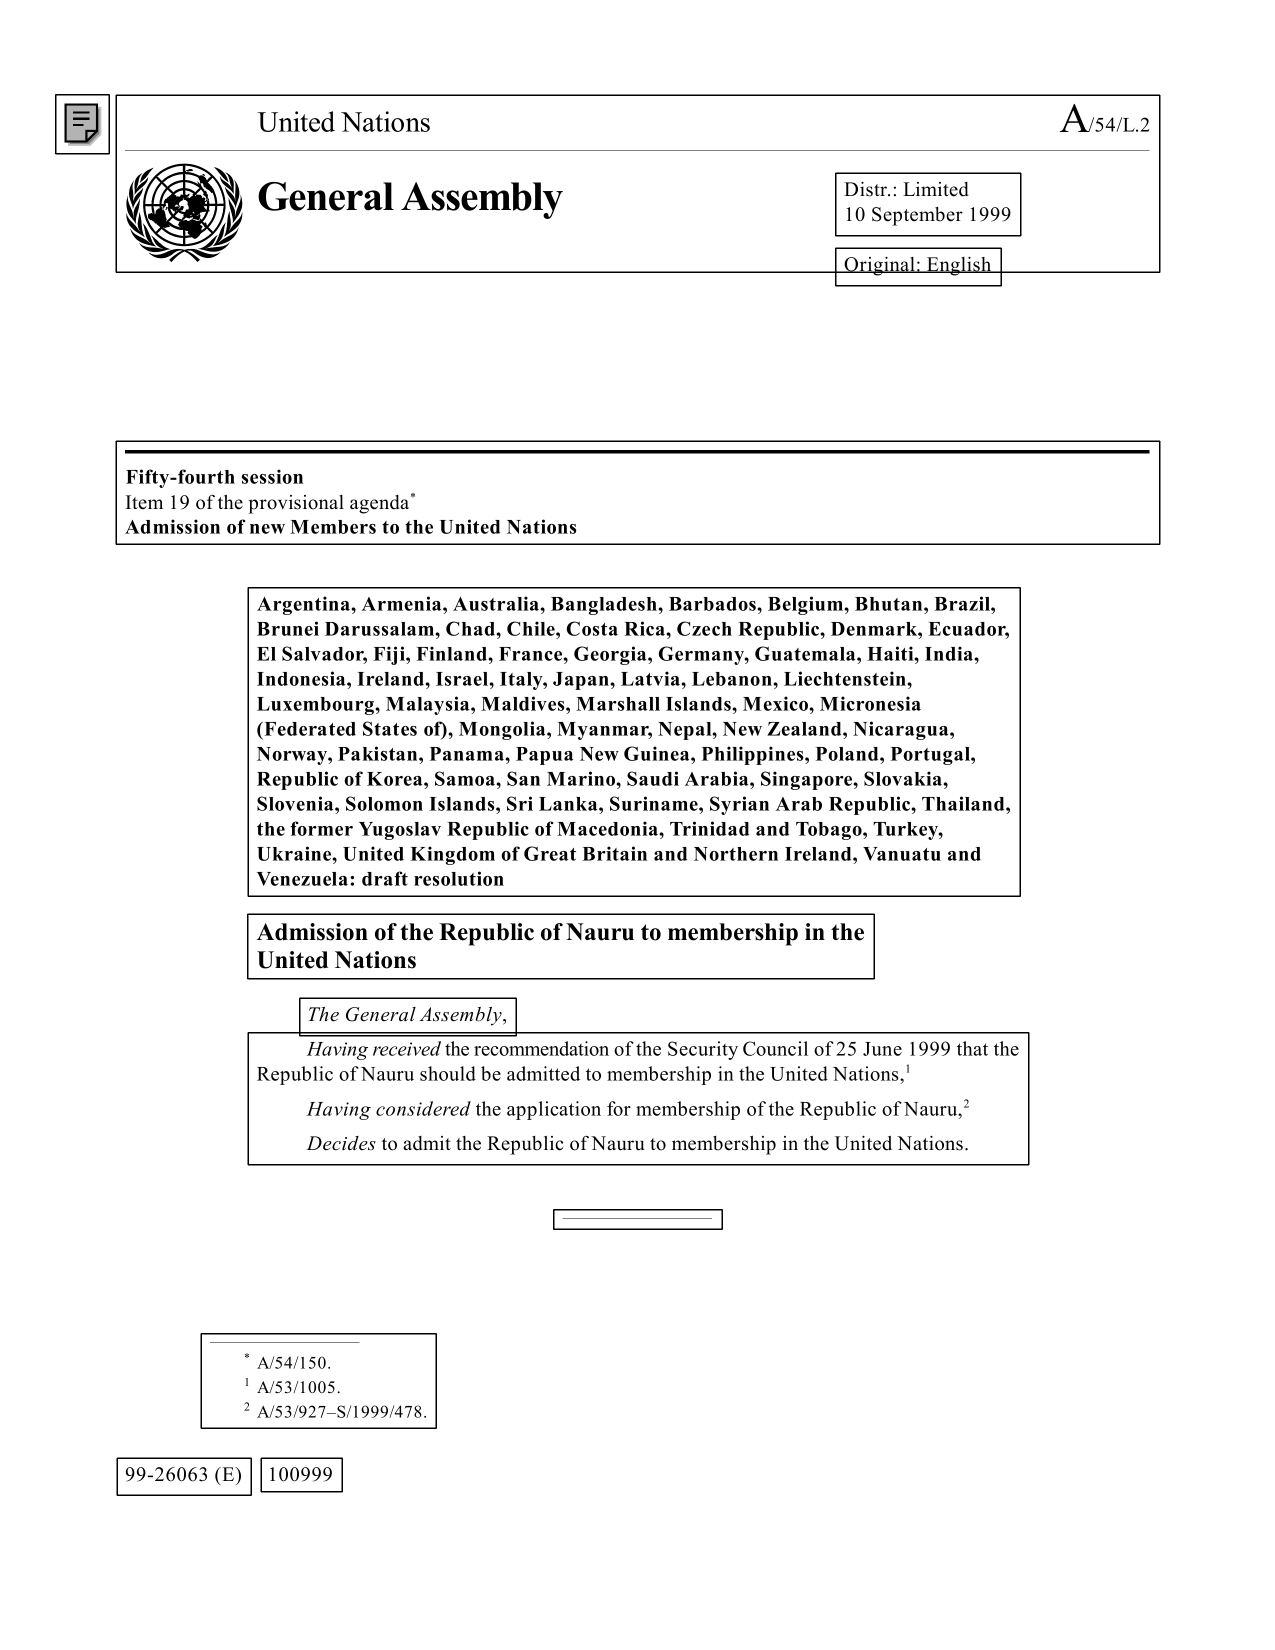 United Nations
A/54/L.2
General Assembly
Distr.: Limited
10 September 1999
Original: English
Fifty-fourth session
Item 19 of the provisional agenda*
Admission of new Members to the United Nations
Argentina, Armenia, Australia, Bangladesh, Barbados, Belgium, Bhutan, Brazil,
Brunei Darussalam, Chad, Chile, Costa Rica, Czech Republic, Denmark, Ecuador,
El Salvador, Fiji, Finland, France, Georgia, Germany, Guatemala, Haiti, India,
Indonesia, Ireland, Israel, Italy, Japan, Latvia, Lebanon, Liechtenstein,
Luxembourg, Malaysia, Maldives, Marshall Islands, Mexico, Micronesia
(Federated States of), Mongolia, Myanmar, Nepal, New Zealand, Nicaragua,
Norway, Pakistan, Panama, Papua New Guinea, Philippines, Poland, Portugal,
Republic of Korea, Samoa, San Marino, Saudi Arabia, Singapore, Slovakia,
Slovenia, Solomon Islands, Sri Lanka, Suriname, Syrian Arab Republic, Thailand,
the former Yugoslav Republic of Macedonia, Trinidad and Tobago, Turkey,
Ukraine, United Kingdom of Great Britain and Northern Ireland, Vanuatu and
Venezuela: draft resolution
Admission of the Republic of Nauru to membership in the
United Nations
The General Assembly,
Having received the recommendation of the Security Council of 25 June 1999 that the
Republic of Nauru should be admitted to membership in the United Nations,1
Having considered the application for membership of the Republic of Nauru,2
Decides to admit the Republic of Nauru to membership in the United Nations.
* A/54/150.
1 A/53/1005.
2 A/53/927–S/1999/478.
99-26063 (E) 100999